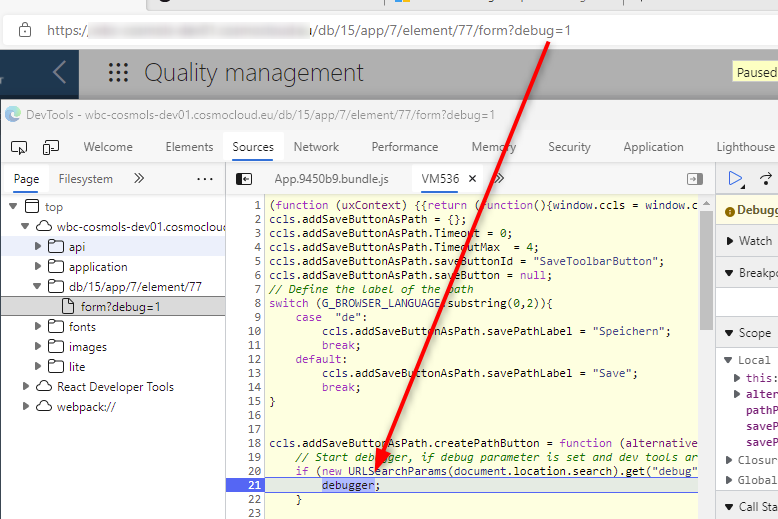 https:// u/db/15/app/7/element/77/form?debug=1
Quality management
Paused
DevTools - wbc-cosmols-dev01.cosmocloud.eu/db/15/app/7/element/77/form?debug=1
Welcome Elements Sources Network Performance Memory Security Application Lighthouse
Page Filesystem
App.9450b9.bundle.js VM536
top
wbc-cosmols-dev01.cosmocloud
api
application
db/15/app/7/element/77
form?debug=1
fonts
images
lite
React Developer Tools
webpack://
1 (function (uxContext) {{return (function(){window.ccls = window.c
2 ccls.addSaveButtonAsPath = {};
3 ccls.addSaveButtonAsPath.Timeout = 0;
4 ccls.addSaveButtonAsPath.TimeoutMax = 4;
5 ccls.addSaveButtonAsPath.saveButtonId = "SaveToolbarButton";
6 ccls.addSaveButtonAsPath.saveButton = null;
7 // Define the label of the path
8 switch (G_BROWSER_LANGUAGE.substring(0,2)){
9 case "de":
10 ccls.addSaveButtonAsPath.savePathLabel = "Speichern";
11 break;
12 default:
13 ccls.addSaveButtonAsPath.savePathLabel = "Save";
14 break;
15 }
16
17
18 ccls.addSaveButtonAsPath.createPathButton = function (alternative
19 // Start debugger, if debug parameter is set and dev tools ar
20 if (new URLSearchParams(document.location.search).get("debug"
21 debugger;
22 }
23
Debugg
Watch
Breakpo
Scope
Local
this:
altern
pathP
saveP
saveP
Closur
Global
Call Sta